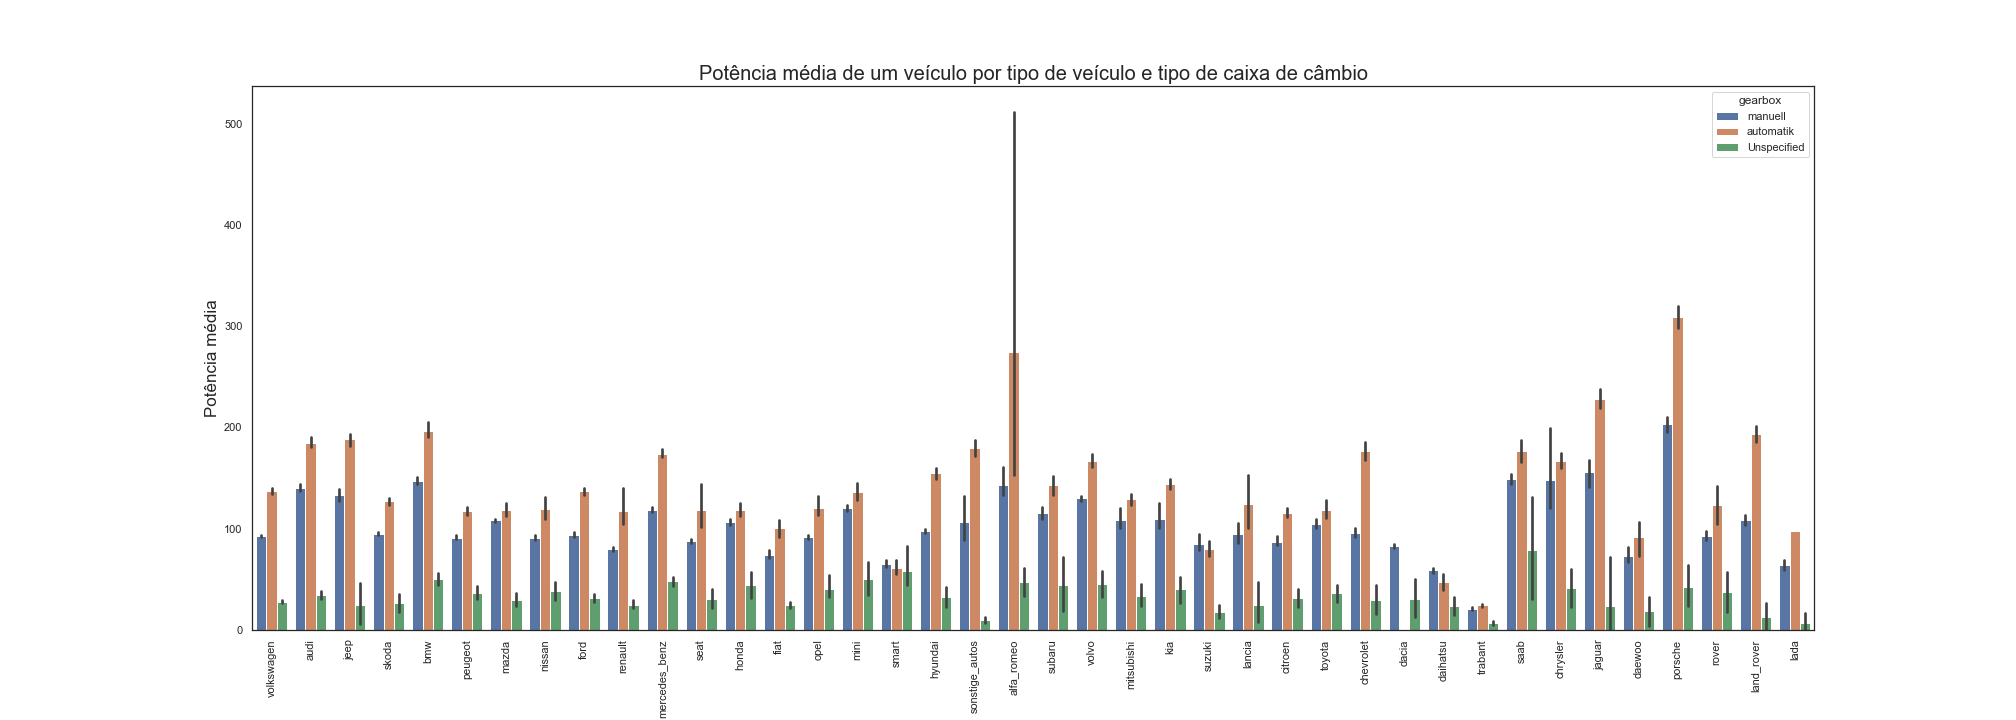 Potência média de um veículo por tipo de veículo e tipo de caixa de câmbio
gearbox
manuell
automatik
Unspecified
Potência média
500
400
300
200
100
0
volkswagen
audi
jeep
skoda
bmw
peugeot
mazda
nissan
ford
renault
mercedes_benz
seat
honda
fiat
opel
mini
smart
hyundai
sonstige_autos
alfa_romeo
subaru
volvo
mitsubishi
kia
suzuki
lancia
citroen
toyota
chevrolet
dacia
daihatsu
trabant
saab
chrysler
jaguar
daewoo
porsche
rover
land_rover
lada